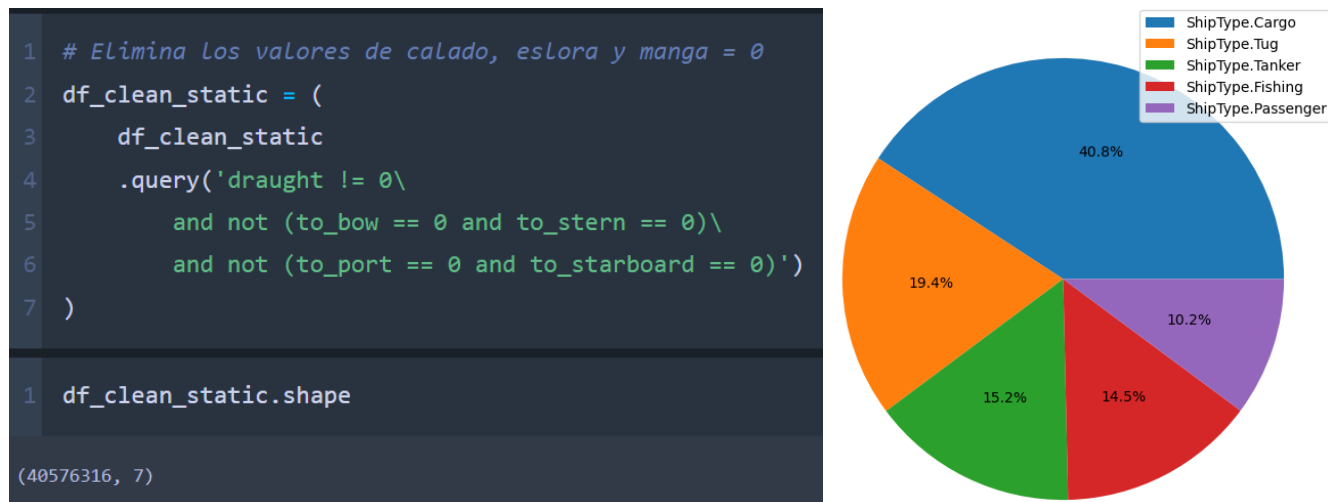 1 # Elimina los valores de calado, eslora y manga = 0
2 df_clean_static = (
3     df_clean_static
4     .query('draught != 0\
5         and not (to_bow == 0 and to_stern == 0)\
6         and not (to_port == 0 and to_starboard == 0)')
7 )
1 df_clean_static.shape
(40576316, 7)
ShipType.Cargo
ShipType.Tug
ShipType.Tanker
ShipType.Fishing
ShipType.Passenger
40.8%
19.4%
10.2%
15.2%
14.5%